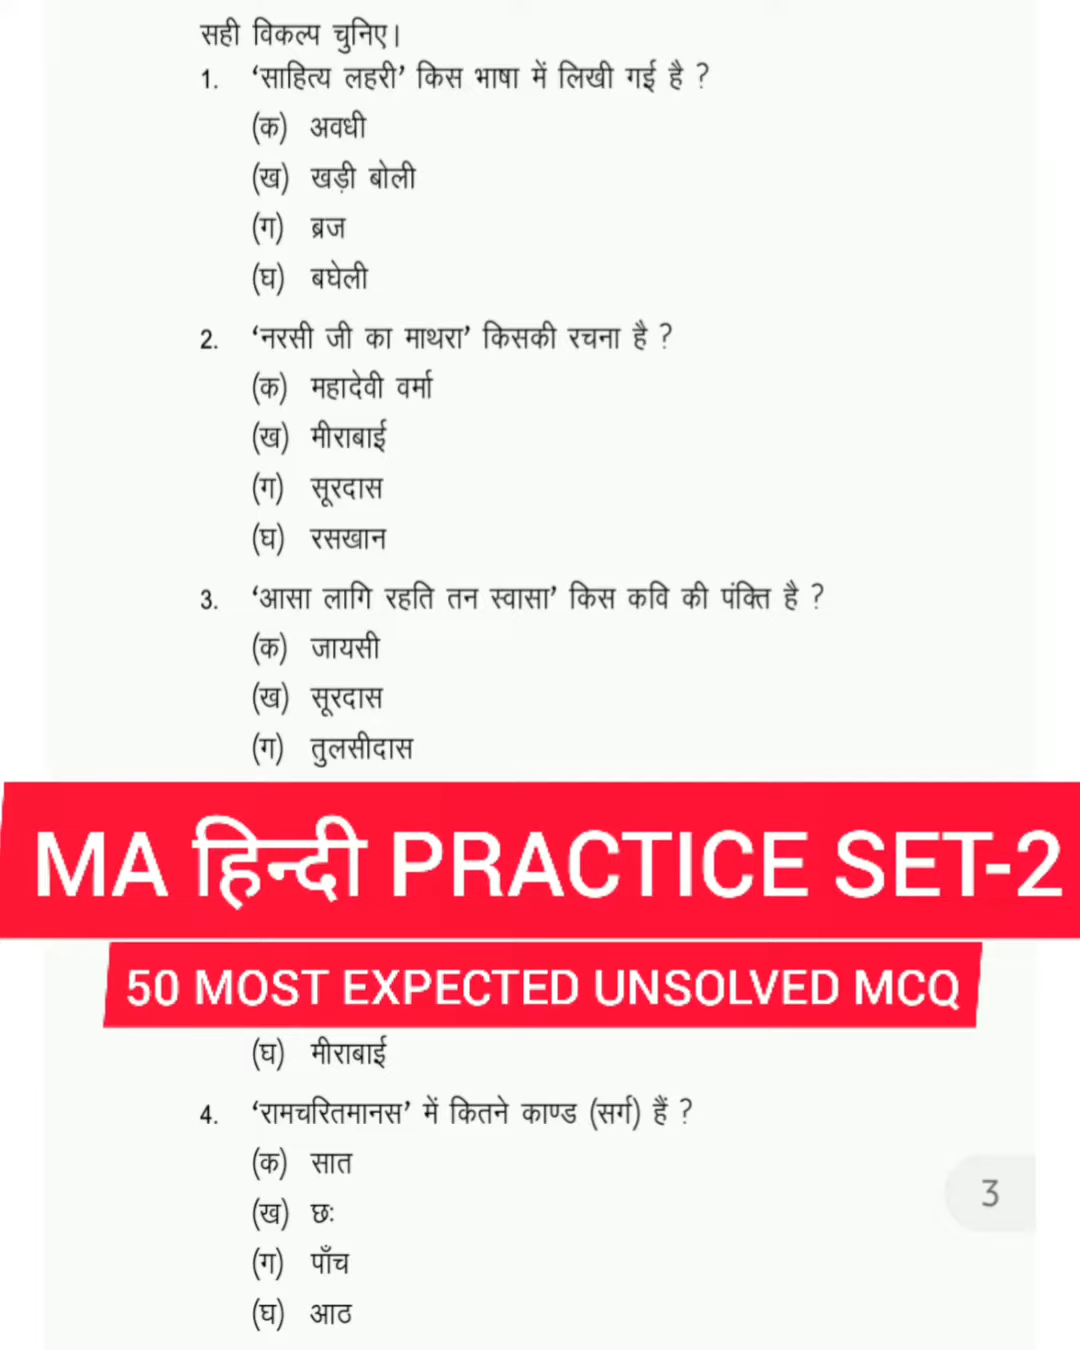 सही विकल्प चुनिए।
1. ‘साहित्य लहरी’ किस भाषा में लिखी गई है ?
(क) अवधी
(ख) खड़ी बोली
(ग) ब्रज
(घ) बघेली
2. ‘नरसी जी का माथरा’ किसकी रचना है ?
(क) महादेवी वर्मा
(ख) मीराबाई
(ग) सूरदास
(घ) रसखान
3. ‘आसा लागि रहति तन स्वासा’ किस कवि की पंक्ति है ?
(क) जायसी
(ख) सूरदास
(ग) तुलसीदास
MA हिन्दी PRACTICE SET-2
50 MOST EXPECTED UNSOLVED MCQ
(घ) मीराबाई
4. ‘रामचरितमानस’ में कितने काण्ड (सर्ग) हैं ?
(क) सात
(ख) छः
(ग) पाँच
(घ) आठ
3